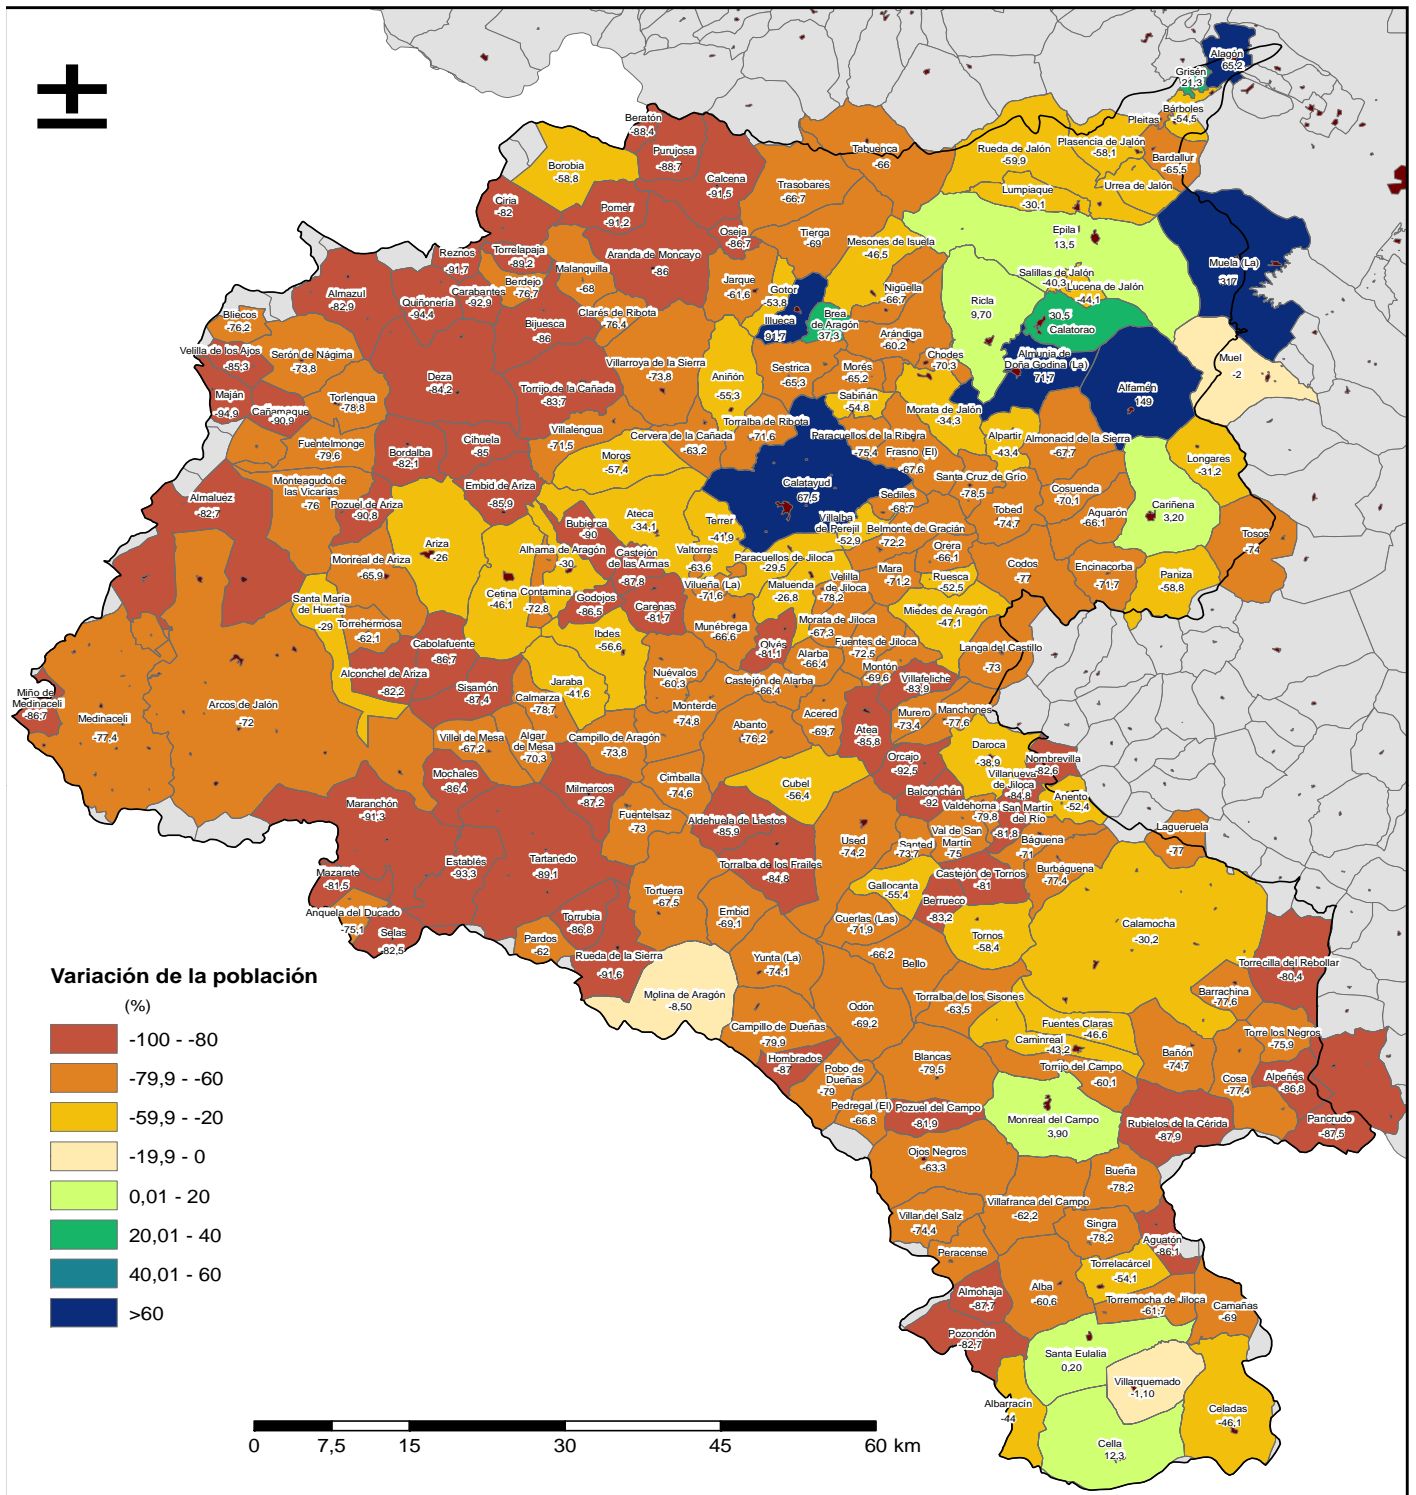 Alagón
65,2
Grisén
21,3
Bárboles
-54,5
Pleitas
Beratón
-88,4
Tabuenca
-66
Rueda de Jalón
-59,9
Plasencia de Jalón
-58,1
Bardallur
-65,5
Borobia
-58,8
Purujosa
-88,7
Calcena
-91,5
Trasobares
-66,7
Lumpiaque
-30,1
Urrea de Jalón
Ciria
-82
Pomer
-91,2
Oseja
-86,7
Tierga
-69
Mesones de Isuela
-46,5
Epila
13,5
Muela (La)
317
Reznos
-91,7
Torrelapaja
-89,2
Malanquilla
-68
Aranda de Moncayo
-86
Jarque
-61,6
Gotor
-53,8
Nigüella
-66,7
Salillas de Jalón
-40,3
Lucena de Jalón
-44,1
Almazul
-82,9
Quiñonería
-94,4
Carabantes
-92,9
Berdejo
-76,7
Clarés de Ribota
-76,4
Illueca
91,7
Brea
de Aragón
37,3
Ricla
9,70
30,5
Calatorao
Bliecos
-76,2
Bijuesca
-86
Arándiga
-60,2
Velilla de los Ajos
-85,3
Serón de Nágima
-73,8
Deza
-84,2
Villarroya de la Sierra
-73,8
Aniñón
-55,3
Sestrica
-65,3
Morés
-65,2
Chodes
-70,3
Almunia de
Doña Godina (La)
71,7
Alfamén
149
Muel
-2
Maján
-94,9
Cañamaque
-90,9
Torlengua
-78,8
Torrijo de la Cañada
-83,7
Sabiñán
-54,8
Morata de Jalón
-34,3
Fuentelmonge
-79,6
Bordalba
-82,1
Cihuela
-85
Villalengua
-71,5
Cervera de la Cañada
-63,2
Torralba de Ribota
-71,6
Paracuellos de la Ribera
-75,4
Frasno (El)
-67,6
Alpartir
-43,4
Almonacid de la Sierra
-67,7
Longares
-31,2
Moros
-57,4
Monteagudo de
las Vicarías
-76
Pozuel de Ariza
-90,8
Embid de Ariza
-85,9
Calatayud
67,5
Sediles
-68,7
Santa Cruz de Grío
-78,5
Cosuenda
-70,1
Almaluez
-82,7
Ateca
-34,1
Terrer
-41,9
Villalba
de Perejil
-52,9
Belmonte de Gracián
-72,2
Tobed
-74,7
Aguarón
-66,1
Cariñena
3,20
Tosos
-74
Bubierca
-90
Ariza
-26
Alhama de Aragón
-30
Castejón
de las Armas
-87,8
Valtorres
-63,6
Paracuellos de Jiloca
-29,5
Orera
-66,1
Monreal de Ariza
-65,9
Mara
-71,2
Ruesca
-52,5
Codos
-77
Encinacorba
-71,7
Paniza
-58,8
Cetina
-46,1
Contamina
-72,8
Godojos
-86,5
Carenas
-81,7
Vilueña (La)
-71,6
Maluenda
-26,8
Velilla
de Jiloca
-78,2
Santa María
de Huerta
-29
Torrehermosa
-62,1
Munébrega
-66,6
Morata de Jiloca
-67,3
Miedes de Aragón
-47,1
Ibdes
-56,6
Cabolafuente
-86,7
Olvés
-81,1
Alarba
-66,4
Fuentes de Jiloca
-72,5
Langa del Castillo
-73
Alconchel de Ariza
-82,2
Sisamón
-87,4
Jaraba
-41,6
Nuévalos
-60,3
Castejón de Alarba
-66,4
Montón
-69,6
Villafeliche
-83,9
Miño de
Medinaceli
-86,7
Medinaceli
-77,4
Arcos de Jalón
-72
Calmarza
-78,7
Monterde
-74,8
Acered
-69,7
Murero
-73,4
Manchones
-77,6
Villel de Mesa
-67,2
Algar
de Mesa
-70,3
Campillo de Aragón
-73,8
Abanto
-76,2
Atea
-85,8
Daroca
-38,9
Nombrevilla
-82,6
Orcajo
-92,5
Mochales
-86,4
Milmarcos
-87,2
Cimballa
-74,6
Cubel
-56,4
Balconchán
-92
Villanueva
de Jiloca
-84,8
Anento
-52,4
Maranchón
-91,3
Fuentelsaz
-73
Aldehuela de Liestos
-85,9
Valdehorna
-79,8
San Martín
del Río
-81,8
Lagueruela
-77
Used
-74,2
Santed
-73,7
Val de San
Martín
-75
Báguena
-71
Establés
-93,3
Tartanedo
-89,1
Torralba de los Frailes
-84,8
Castejón de Tornos
-81
Burbáguena
-77,4
Mazarete
-81,5
Gallocanta
-55,4
Tortuera
-67,5
Berrueco
-83,2
Anquela del Ducado
-75,1
Selas
-82,5
Torrubia
-86,8
Embid
-69,1
Cuerlas (Las)
-71,9
Calamocha
-30,2
Pardos
-62
Tornos
-58,4
Rueda de la Sierra
-91,6
Yunta (La)
-74,1
-66,2
Bello
Torrecilla del Rebollar
-80,4
Molina de Aragón
-8,50
Odón
-69,2
Torralba de los Sisones
-63,5
Barrachina
-77,6
Campillo de Dueñas
-79,9
Fuentes Claras
-46,6
Caminreal
-43,2
Torre los Negros
-75,9
Hombrados
-87
Pobo de
Dueñas
-79
Blancas
-79,5
Torrijo del Campo
-60,1
Bañón
-74,7
Cosa
-77,4
Alpeñés
-86,8
Pedregal (El)
-66,8
Pozuel del Campo
-81,9
Monreal del Campo
3,90
Rubielos de la Cérida
-87,9
Pancrudo
-87,5
Ojos Negros
-63,3
Bueña
-78,2
Villafranca del Campo
-62,2
Villar del Salz
-74,4
Singra
-78,2
Aguatón
-86,1
Peracense
Torrelacárcel
-54,1
Almohaja
-87,7
Alba
-60,6
Torremocha de Jiloca
-61,7
Camañas
-69
Pozondón
-82,7
Santa Eulalia
0,20
Villarquemado
-1,10
Albarracín
-44
Celadas
-46,1
Cella
12,3
Variación de la población
(%)
-100 - -80
-79,9 - -60
-59,9 - -20
-19,9 - 0
0,01 - 20
20,01 - 40
40,01 - 60
>60
0 7,5 15 30 45 60 km